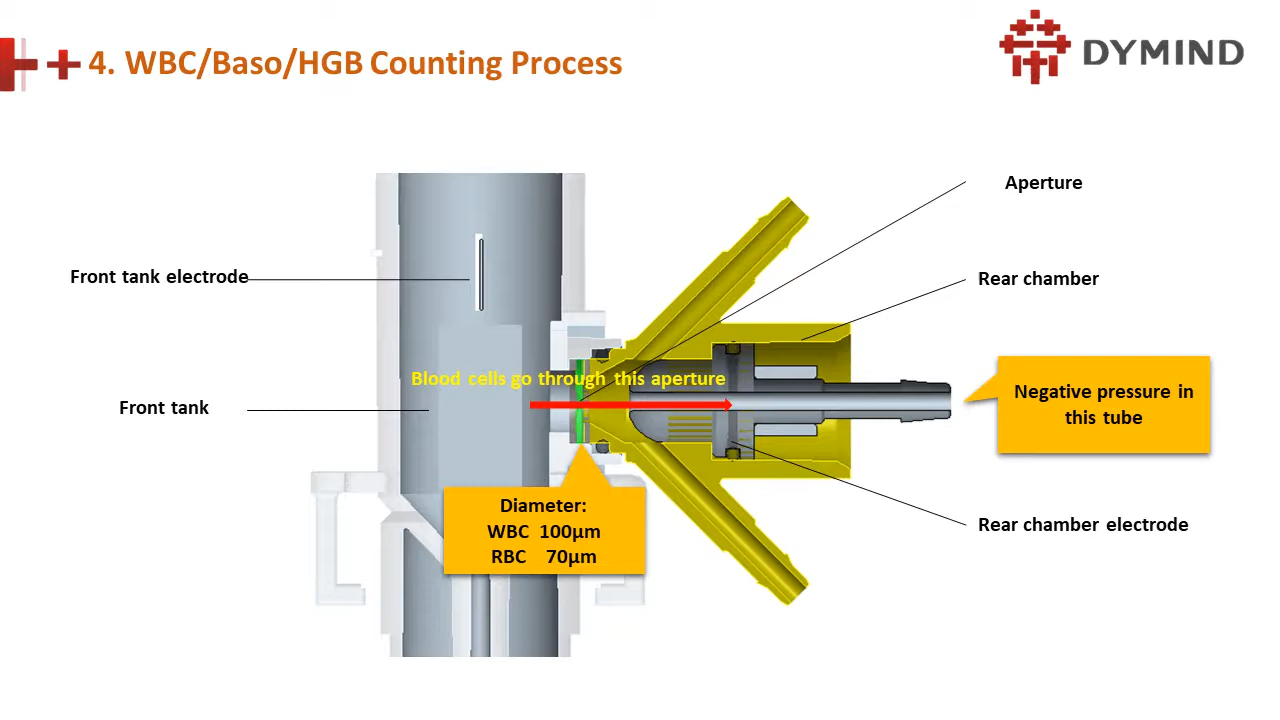 4. WBC/Baso/HGB Counting Process
DYMIND
Aperture
Front tank electrode
Rear chamber
Blood cells go through this aperture
Negative pressure in
this tube
Front tank
Diameter:
WBC 100μm
RBC 70μm
Rear chamber electrode